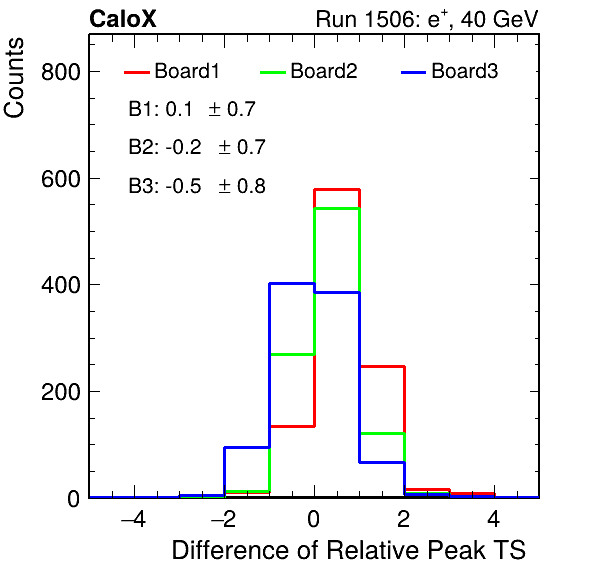 CaloX Run 1506: e⁺, 40 GeV
Counts
Board1 Board2 Board3
B1: 0.1 ± 0.7
B2: -0.2 ± 0.7
B3: -0.5 ± 0.8
800
600
400
200
0
−4 −2 0 2 4
Difference of Relative Peak TS